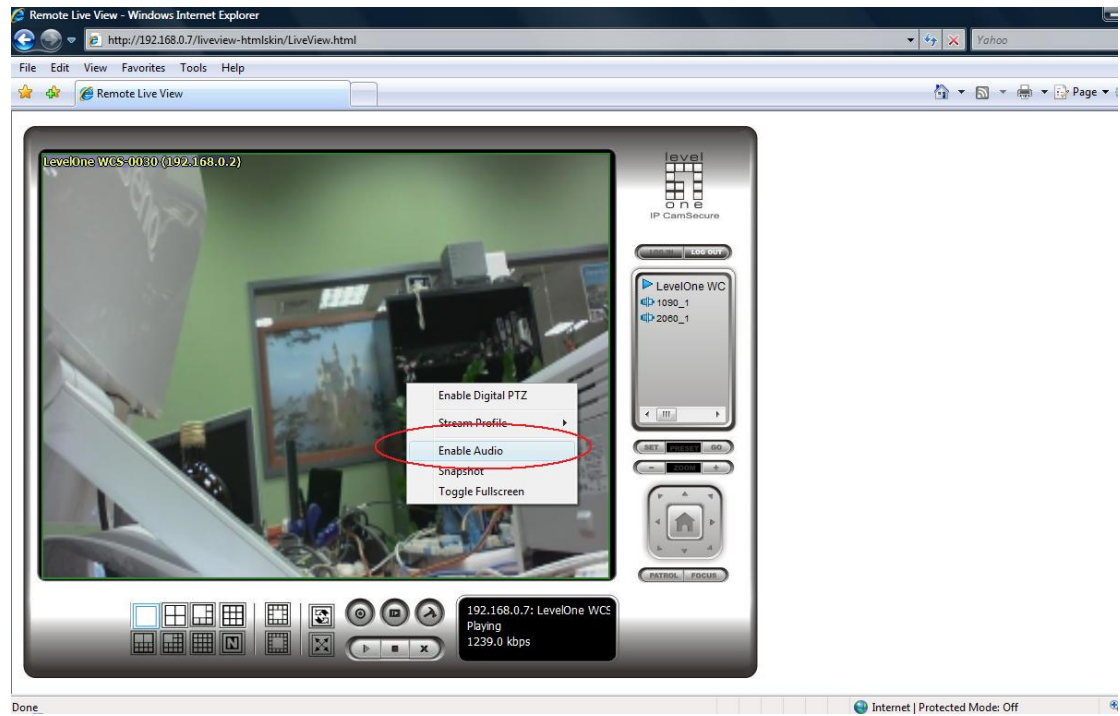 Remote Live View - Windows Internet Explorer
http://192.168.0.7/liveview-htmlskin/LiveView.html
Yahoo
File Edit View Favorites Tools Help
Remote Live View
Page
LevelOne WCS-0030 (192.168.0.2)
level
one
IP CamSecure
LOG IN LOG OUT
LevelOne WC
1090_1
2060_1
Enable Digital PTZ
Stream Profile
Enable Audio
Snapshot
Toggle Fullscreen
SET PRESET GO
- ZOOM +
PATROL FOCUS
N
192.168.0.7: LevelOne WCS
Playing
1239.0 kbps
Done
Internet | Protected Mode: Off